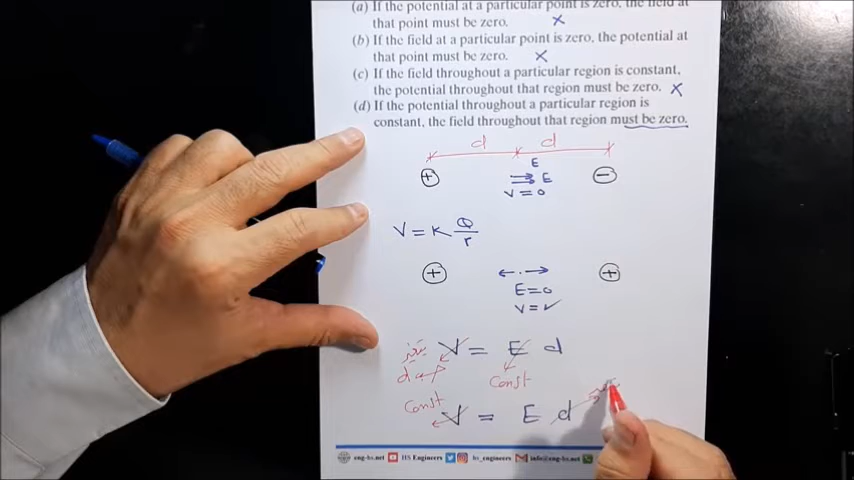 (a) If the potential at a particular point is zero, the field at
that point must be zero. ×
(b) If the field at a particular point is zero, the potential at
that point must be zero. ×
(c) If the field throughout a particular region is constant,
the potential throughout that region must be zero. ×
(d) If the potential throughout a particular region is
constant, the field throughout that region must be zero.
d d
E
+ E −
V = 0
V = K Q/r
+ +
E = 0
V = ✓
V = E d
d Const
Const
V = E d
eng-hs.net HS Engineers hs_engineers info@eng-hs.net